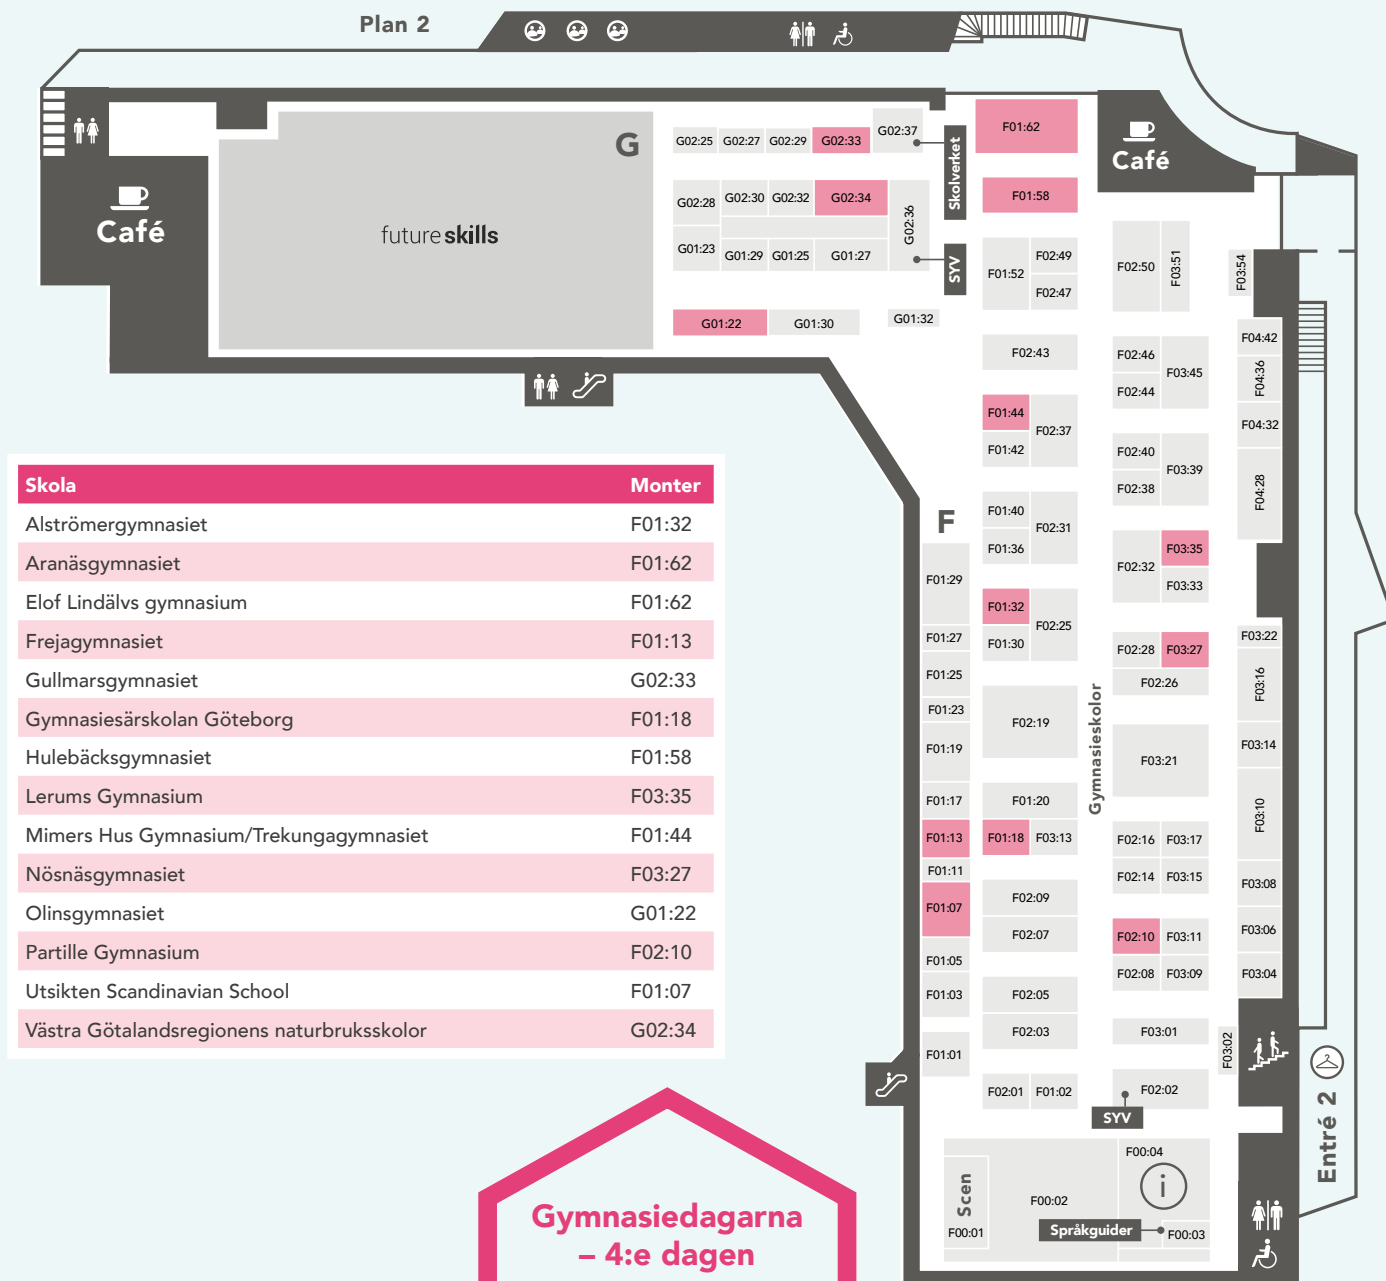 Plan 2
G
G02:25 G02:27 G02:29 G02:33 G02:37
F01:62
Café
Skolverket
F01:58
G02:28 G02:30 G02:32 G02:34 G02:36
Café
future skills
G01:23 G01:29 G01:25 G01:27
SYV
F01:52 F02:49
F02:47
F02:50 F03:51
F03:54
G01:22 G01:30 G01:32
F02:43
F02:46 F03:45
F02:44
F04:42
F04:36
F01:44 F02:37
F01:42
F04:32
F02:40 F03:39
F02:38
F04:28
Skola Monter
Alströmergymnasiet F01:32
Aranäsgymnasiet F01:62
Elof Lindälvs gymnasium F01:62
Frejagymnasiet F01:13
Gullmarsgymnasiet G02:33
Gymnasiesärskolan Göteborg F01:18
Hulebäcksgymnasiet F01:58
Lerums Gymnasium F03:35
Mimers Hus Gymnasium/Trekungagymnasiet F01:44
Nösnäsgymnasiet F03:27
Olinsgymnasiet G01:22
Partille Gymnasium F02:10
Utsikten Scandinavian School F01:07
Västra Götalandsregionens naturbruksskolor G02:34
F
F01:40 F02:31
F01:36
F01:29
F02:32 F03:35
F03:33
F01:32 F02:25
F01:30
F01:27
F01:25
F01:23
F01:19
F02:28 F03:27
F02:26
F03:22
F03:16
F02:19
Gymnasieskolor
F03:21
F03:14
F03:10
F01:17
F01:20
F01:13
F01:18 F03:13
F02:16 F03:17
F02:14 F03:15
F01:11
F01:07
F02:09
F02:07
F03:08
F02:10 F03:11
F03:06
F01:05
F02:08 F03:09
F03:04
F01:03
F02:05
F02:03
F03:01
F03:02
F01:01
F02:01 F01:02
F02:02
SYV
Entré 2
Scen
F00:01
F00:02
F00:04
i
Språkguider
F00:03
Gymnasiedagarna
– 4:e dagen